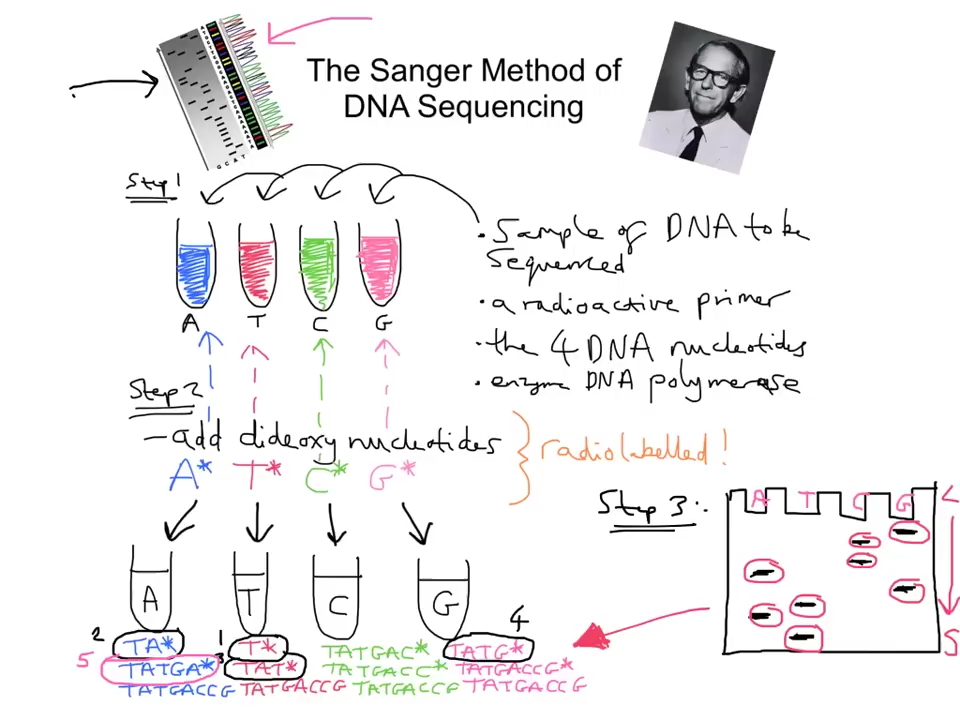 The Sanger Method of
DNA Sequencing
G C A T
Step 1
• Sample of DNA to be
Sequenced
• a radioactive primer
• the 4 DNA nucleotides
• enzyme DNA polymerase
A T C G
Step 2
– add dideoxy nucleotides
A* T* C* G*
radiolabelled!
Step 3:.
A T C G
L
S
A T C G
2 1 4
TA* T* TATGAC* TATG*
5 3
TATGA* TAT* TATGACC* TATGACCG*
TATGACCG TATGACCG TATGACCG TATGACCG